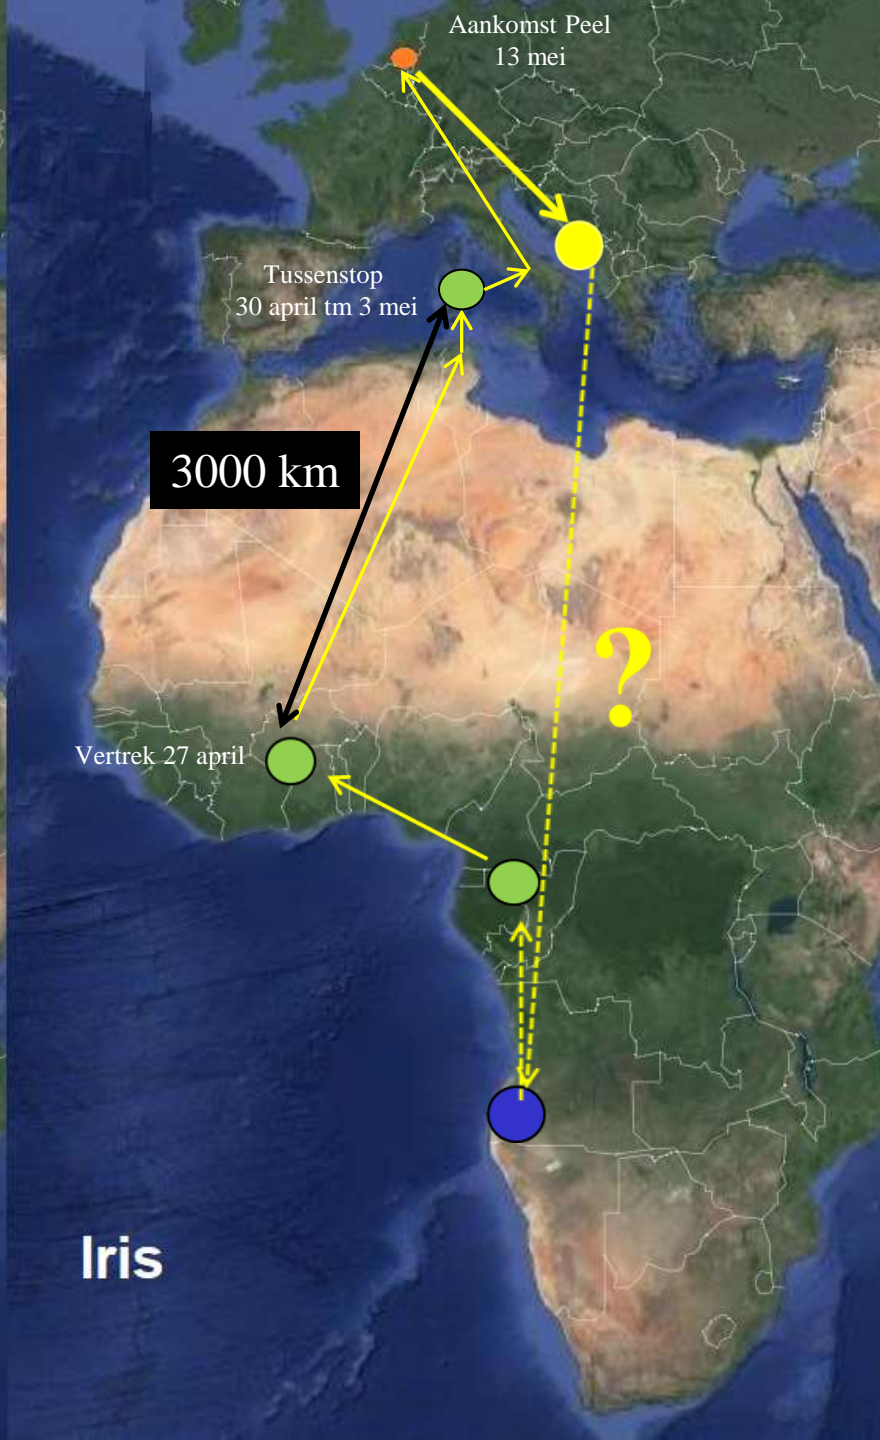 Aankomst Peel
13 mei
Tussenstop
30 april tm 3 mei
3000 km
?
Vertrek 27 april
Iris